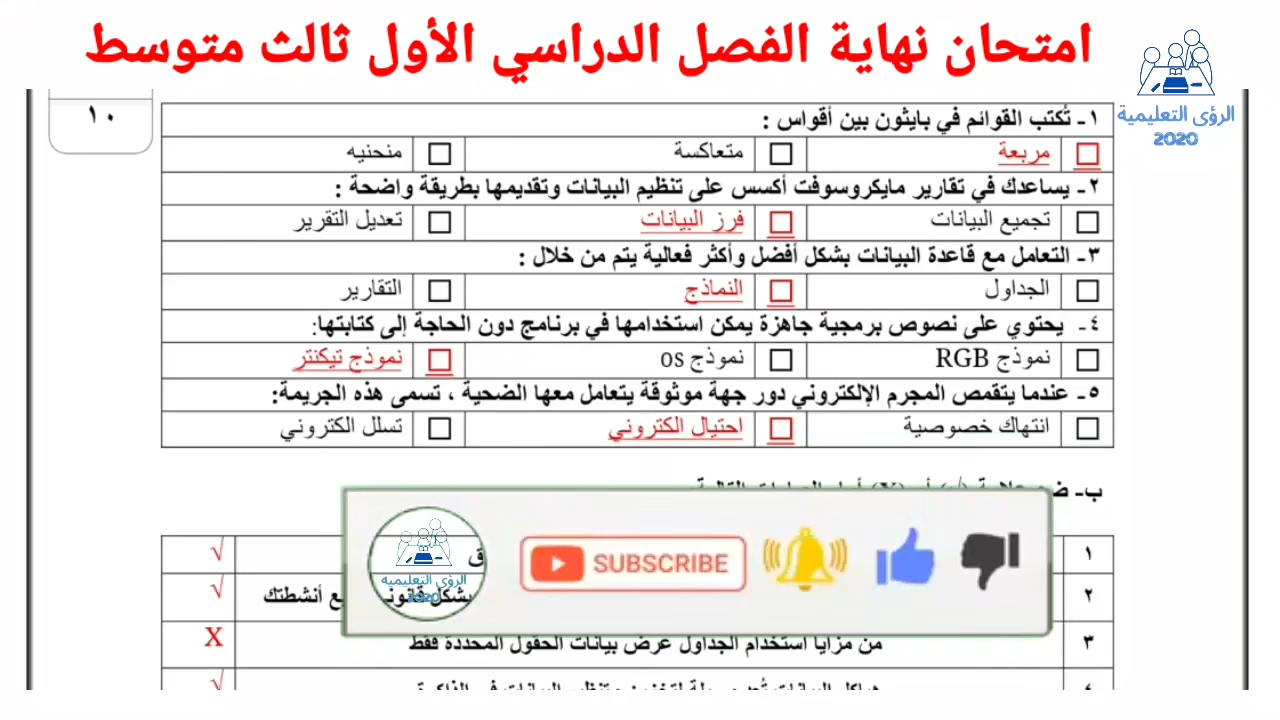 امتحان نهاية الفصل الدراسي الأول ثالث متوسط
الرؤى التعليمية
2020
١٠
١- تُكتب القوائم في بايثون بين أقواس :
مربعة متعاكسة منحنيه
٢- يساعدك في تقارير مايكروسوفت أكسس على تنظيم البيانات وتقديمها بطريقة واضحة :
تجميع البيانات فرز البيانات تعديل التقرير
٣- التعامل مع قاعدة البيانات بشكل أفضل وأكثر فعالية يتم من خلال :
الجداول النماذج التقارير
٤- يحتوي على نصوص برمجية جاهزة يمكن استخدامها في برنامج دون الحاجة إلى كتابتها:
نموذج RGB نموذج os نموذج تيكنتر
٥- عندما يتقمص المجرم الإلكتروني دور جهة موثوقة يتعامل معها الضحية ، تسمى هذه الجريمة:
انتهاك خصوصية احتيال الكتروني تسلل الكتروني
ب-
١ √
٢ أنشطتك √
٣ من مزايا استخدام الجداول عرض بيانات الحقول المحددة فقط X
الرؤى التعليميه
2020
SUBSCRIBE